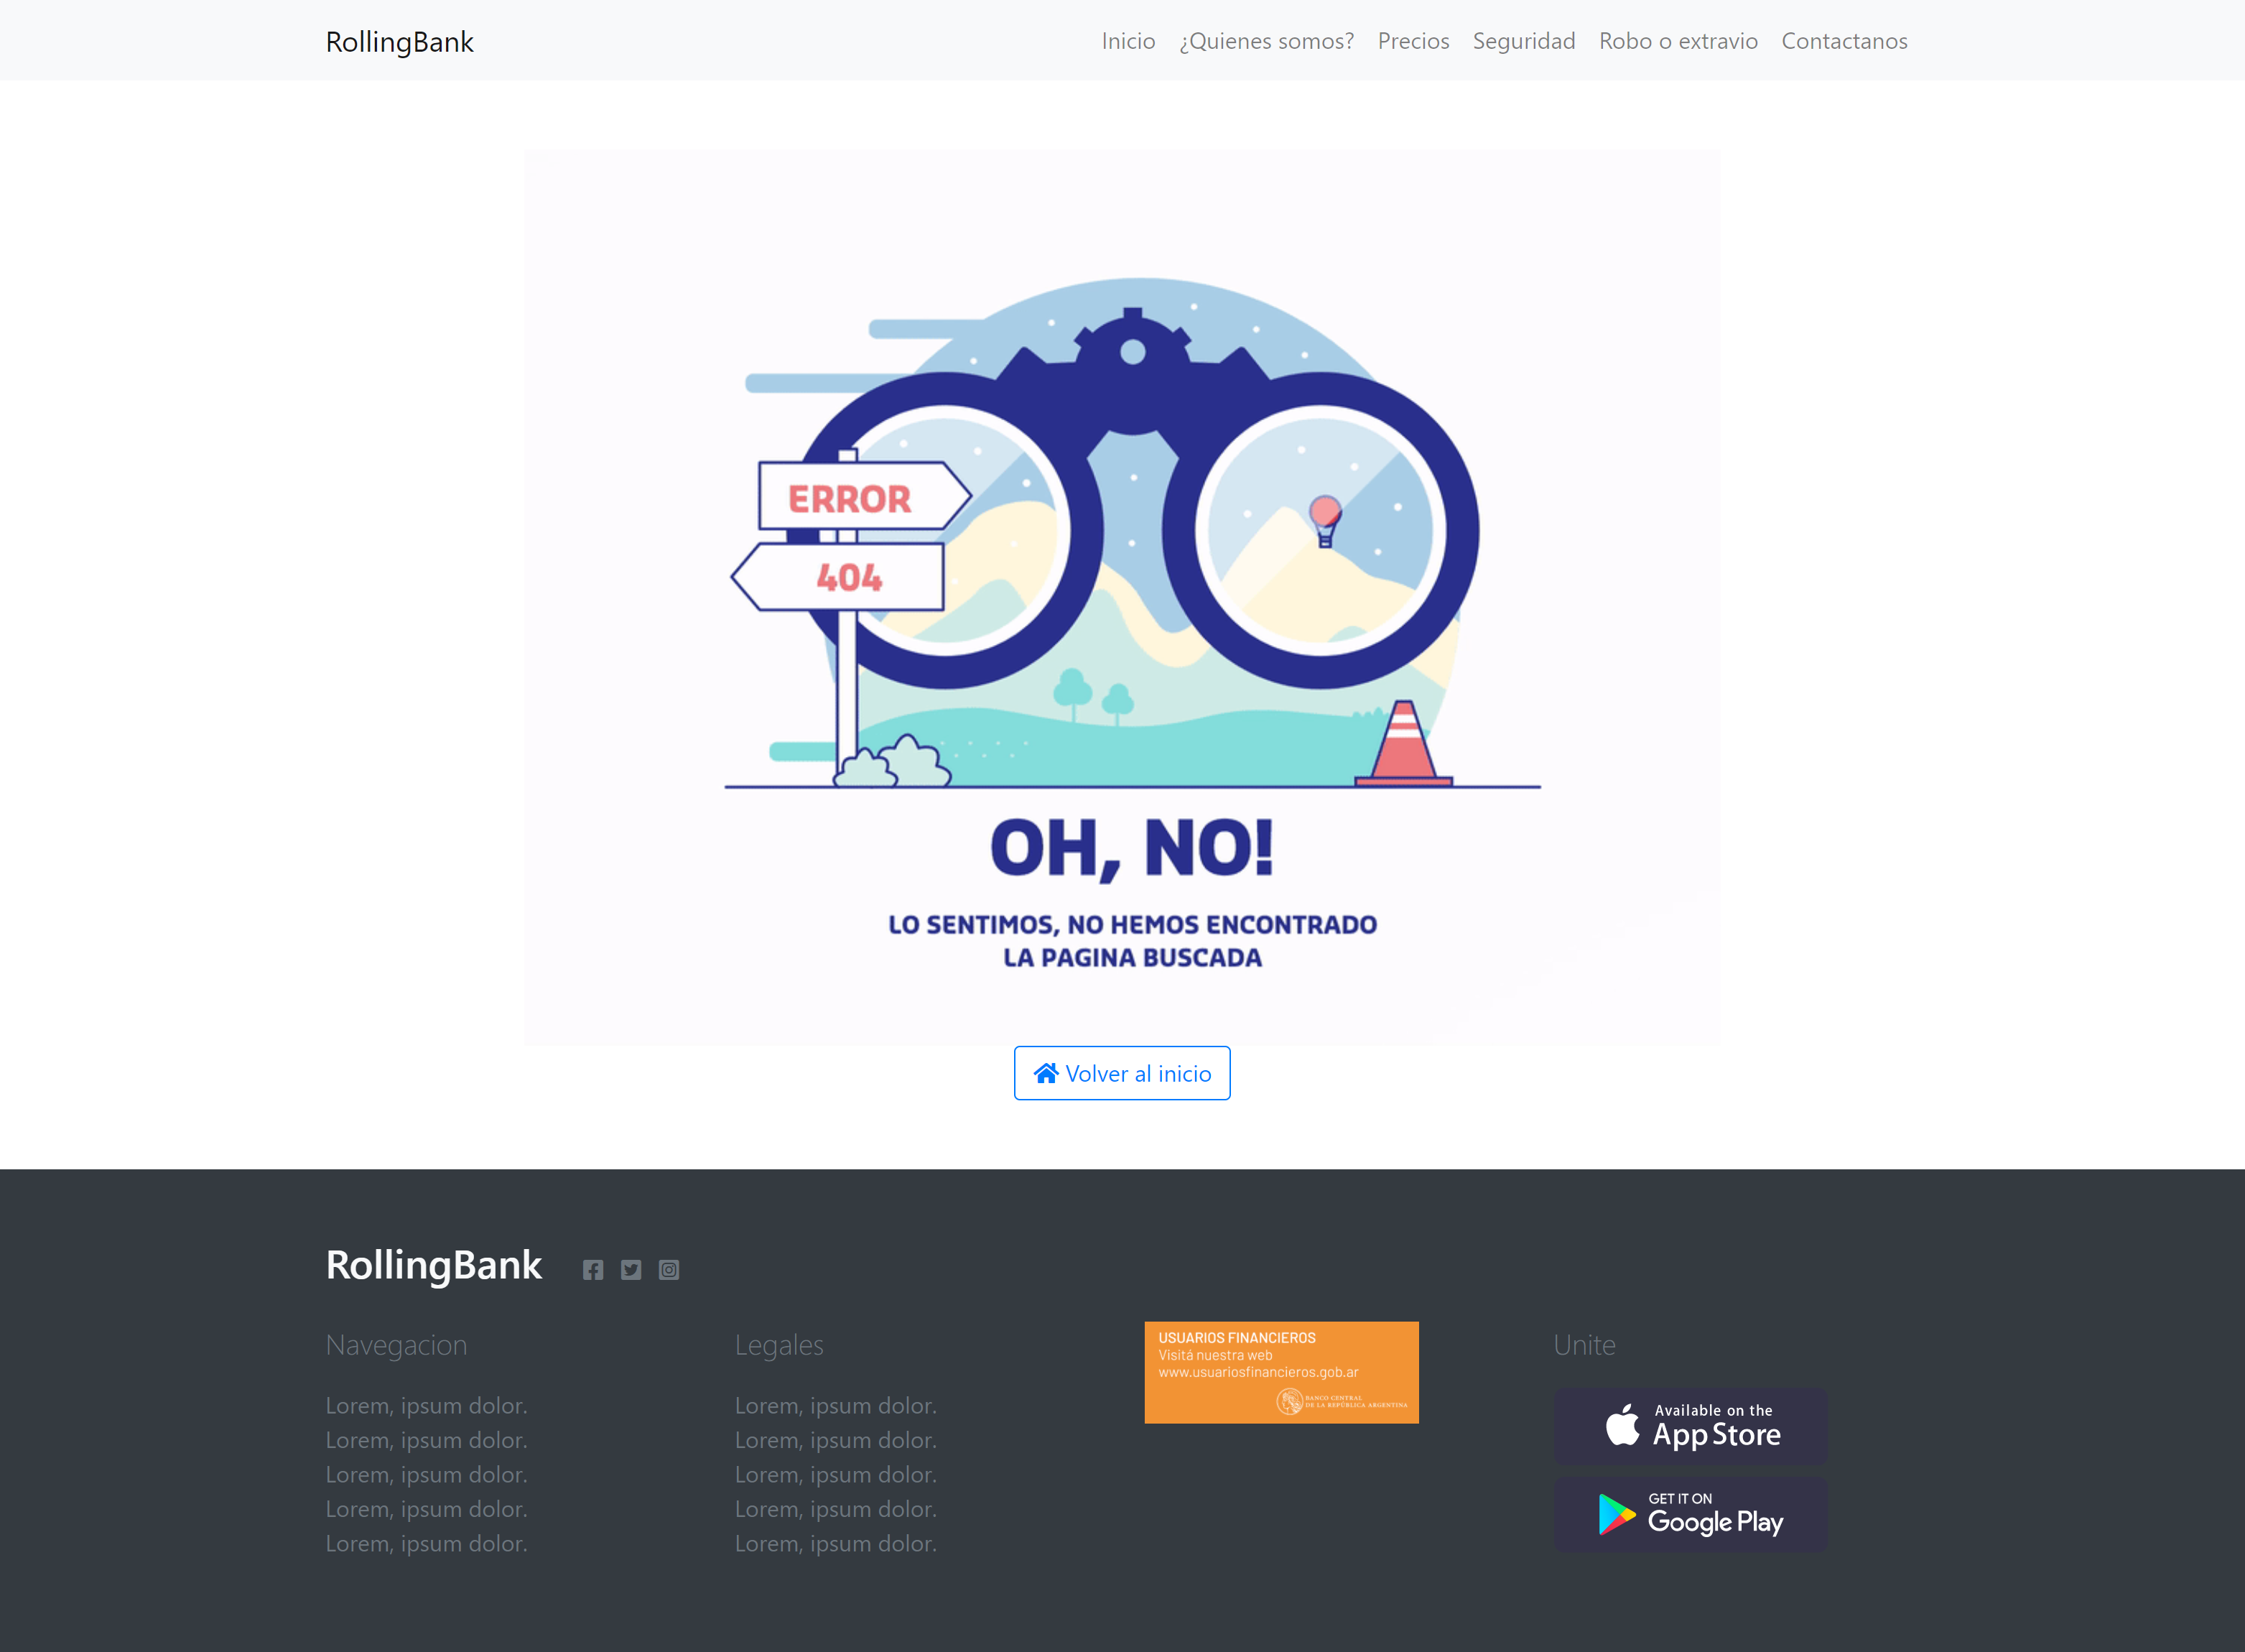 RollingBank
Inicio ¿Quienes somos? Precios Seguridad Robo o extravio Contactanos
ERROR
404
OH, NO!
LO SENTIMOS, NO HEMOS ENCONTRADO
LA PAGINA BUSCADA
Volver al inicio
RollingBank
Navegacion
Lorem, ipsum dolor.
Lorem, ipsum dolor.
Lorem, ipsum dolor.
Lorem, ipsum dolor.
Lorem, ipsum dolor.
Legales
Lorem, ipsum dolor.
Lorem, ipsum dolor.
Lorem, ipsum dolor.
Lorem, ipsum dolor.
Lorem, ipsum dolor.
USUARIOS FINANCIEROS
Visitá nuestra web
www.usuariosfinancieros.gob.ar
BANCO CENTRAL
DE LA REPÚBLICA ARGENTINA
Unite
Available on the
App Store
GET IT ON
Google Play